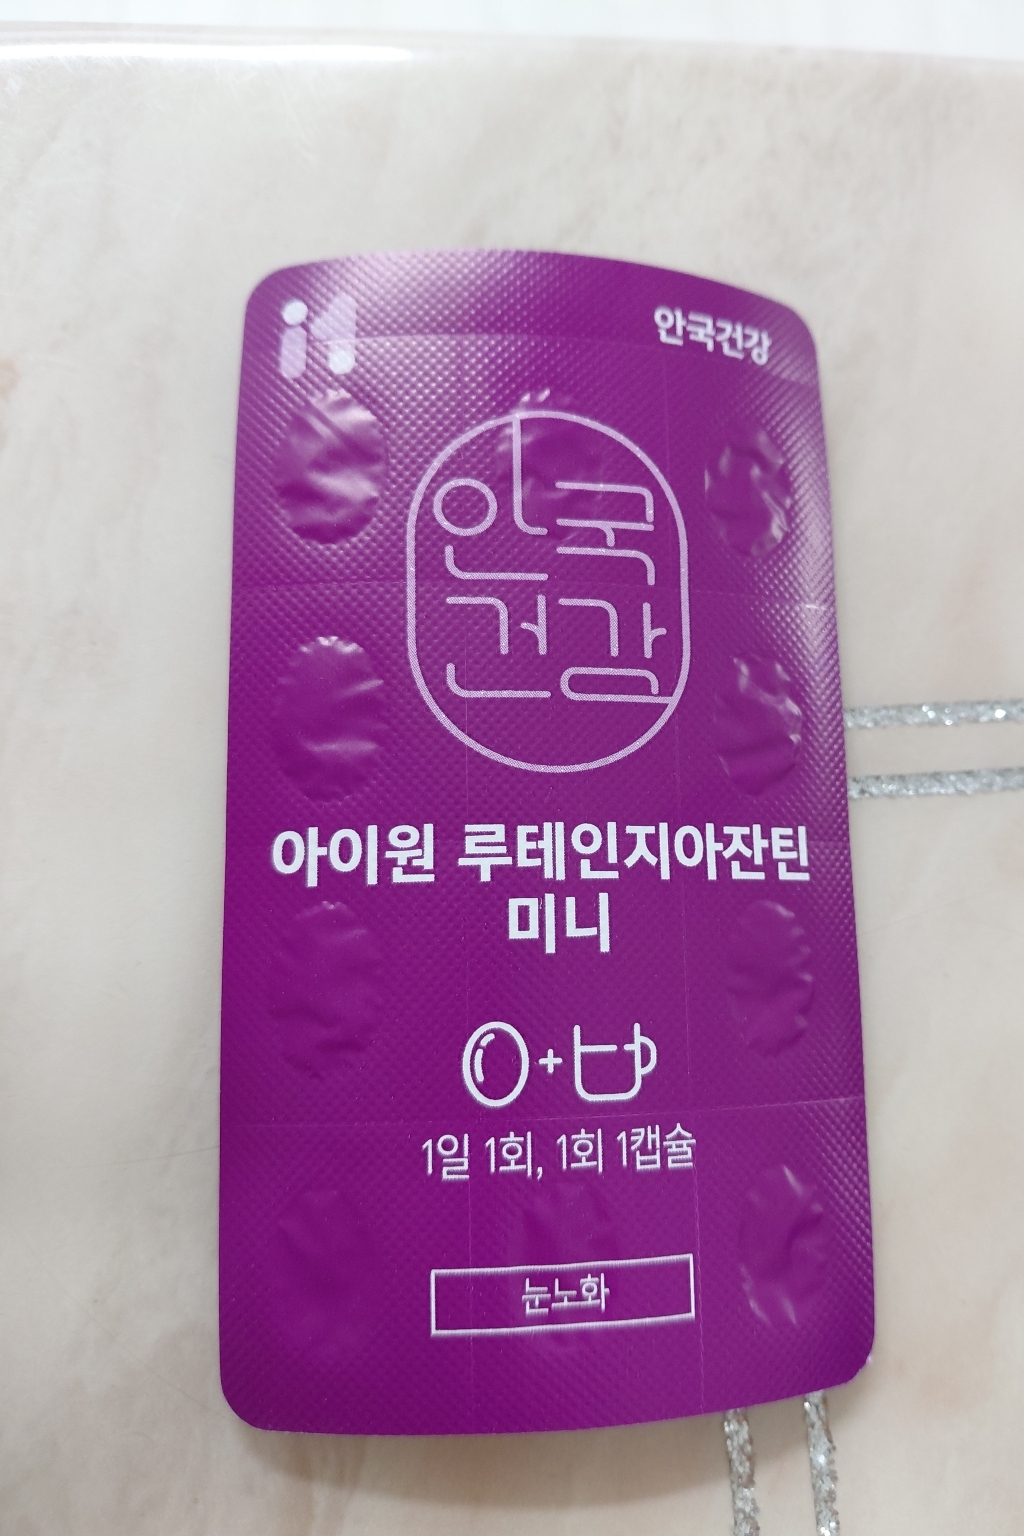 i1
안국건강
안국
건강
아이원 루테인지아잔틴
미니
+
1일 1회, 1회 1캡슐
눈노화